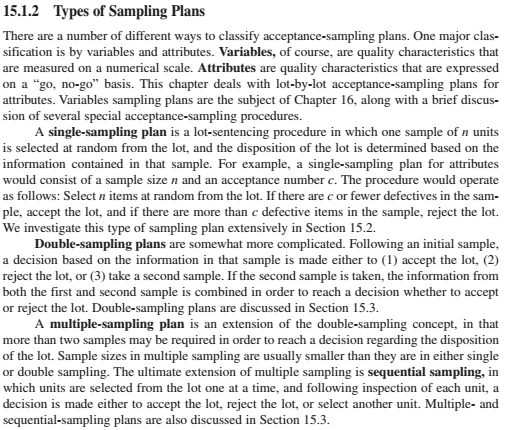 15.1.2 Types of Sampling Plans
There are a number of different ways to classify acceptance-sampling plans. One major clas-
sification is by variables and attributes. Variables, of course, are quality characteristics that
are measured on a numerical scale. Attributes are quality characteristics that are expressed
on a “go, no-go” basis. This chapter deals with lot-by-lot acceptance-sampling plans for
attributes. Variables sampling plans are the subject of Chapter 16, along with a brief discus-
sion of several special acceptance-sampling procedures.
A single-sampling plan is a lot-sentencing procedure in which one sample of n units
is selected at random from the lot, and the disposition of the lot is determined based on the
information contained in that sample. For example, a single-sampling plan for attributes
would consist of a sample size n and an acceptance number c. The procedure would operate
as follows: Select n items at random from the lot. If there are c or fewer defectives in the sam-
ple, accept the lot, and if there are more than c defective items in the sample, reject the lot.
We investigate this type of sampling plan extensively in Section 15.2.
Double-sampling plans are somewhat more complicated. Following an initial sample,
a decision based on the information in that sample is made either to (1) accept the lot, (2)
reject the lot, or (3) take a second sample. If the second sample is taken, the information from
both the first and second sample is combined in order to reach a decision whether to accept
or reject the lot. Double-sampling plans are discussed in Section 15.3.
A multiple-sampling plan is an extension of the double-sampling concept, in that
more than two samples may be required in order to reach a decision regarding the disposition
of the lot. Sample sizes in multiple sampling are usually smaller than they are in either single
or double sampling. The ultimate extension of multiple sampling is sequential sampling, in
which units are selected from the lot one at a time, and following inspection of each unit, a
decision is made either to accept the lot, reject the lot, or select another unit. Multiple- and
sequential-sampling plans are also discussed in Section 15.3.